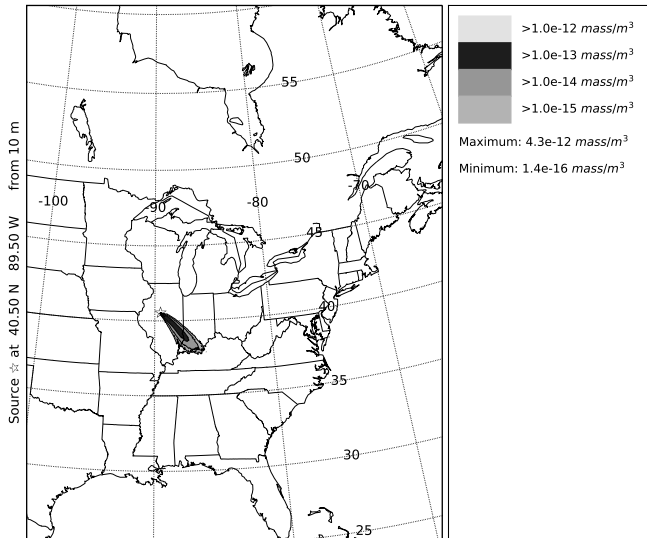 Source ☆ at 40.50 N 89.50 W from 10 m
-100
-90
-80
-70
55
50
45
40
35
30
25
>1.0e-12 mass/m³
>1.0e-13 mass/m³
>1.0e-14 mass/m³
>1.0e-15 mass/m³
Maximum: 4.3e-12 mass/m³
Minimum: 1.4e-16 mass/m³